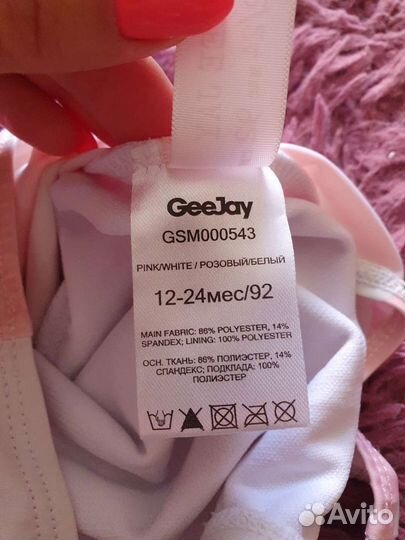 GeeJay
GSM000543
PINK/WHITE / РОЗОВЫЙ/БЕЛЫЙ
12-24мес/92
MAIN FABRIC: 86% POLYESTER, 14%
SPANDEX; LINING: 100% POLYESTER
ОСН. ТКАНЬ: 86% ПОЛИЭСТЕР, 14%
СПАНДЕКС; ПОДКЛАДА: 100%
ПОЛИЭСТЕР
Avito